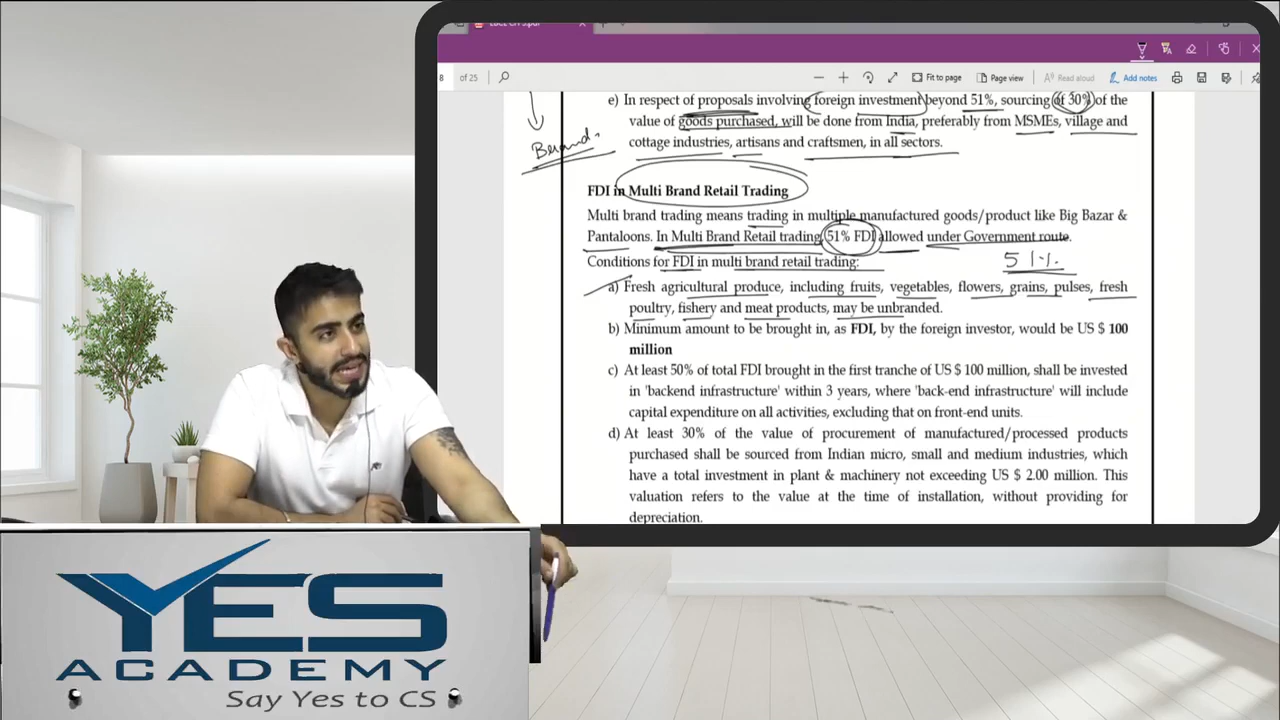 8 of 25
Fit to page
Page view
Read aloud
Add notes
e) In respect of proposals involving foreign investment beyond 51%, sourcing of 30% of the
value of goods purchased, will be done from India, preferably from MSMEs, village and
cottage industries, artisans and craftsmen, in all sectors.
Brand.
FDI in Multi Brand Retail Trading
Multi brand trading means trading in multiple manufactured goods/product like Big Bazar &
Pantaloons. In Multi Brand Retail trading 51% FDI allowed under Government route.
51%.
Conditions for FDI in multi brand retail trading:
a) Fresh agricultural produce, including fruits, vegetables, flowers, grains, pulses, fresh
poultry, fishery and meat products, may be unbranded.
b) Minimum amount to be brought in, as FDI, by the foreign investor, would be US $ 100
million
c) At least 50% of total FDI brought in the first tranche of US $ 100 million, shall be invested
in 'backend infrastructure' within 3 years, where 'back-end infrastructure' will include
capital expenditure on all activities, excluding that on front-end units.
d) At least 30% of the value of procurement of manufactured/processed products
purchased shall be sourced from Indian micro, small and medium industries, which
have a total investment in plant & machinery not exceeding US $ 2.00 million. This
valuation refers to the value at the time of installation, without providing for
depreciation.
YES
ACADEMY
Say Yes to CS